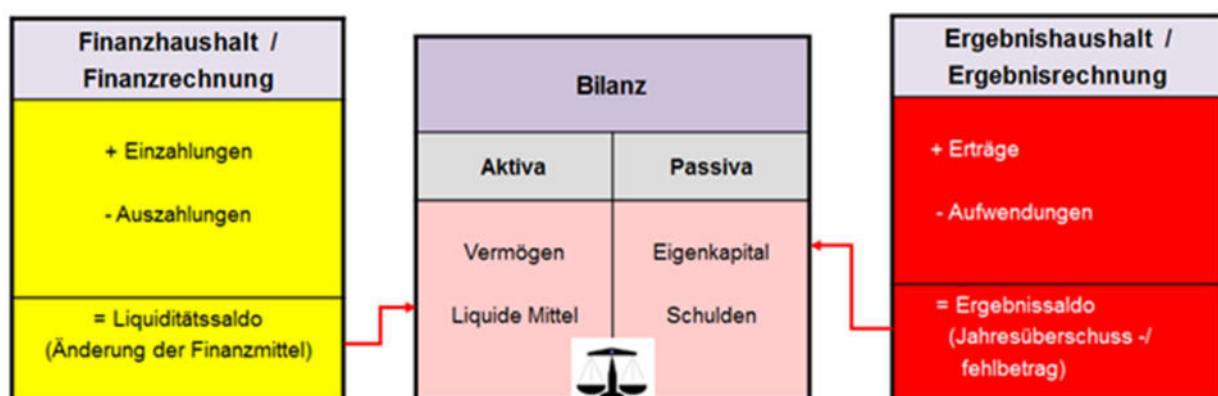 Finanzhaushalt /
Finanzrechnung
+ Einzahlungen
- Auszahlungen
= Liquiditätssaldo
(Änderung der Finanzmittel)
Bilanz
Aktiva
Passiva
Vermögen
Eigenkapital
Liquide Mittel
Schulden
Ergebnishaushalt /
Ergebnisrechnung
+ Erträge
- Aufwendungen
= Ergebnissaldo
(Jahresüberschuss -/
fehlbetrag)